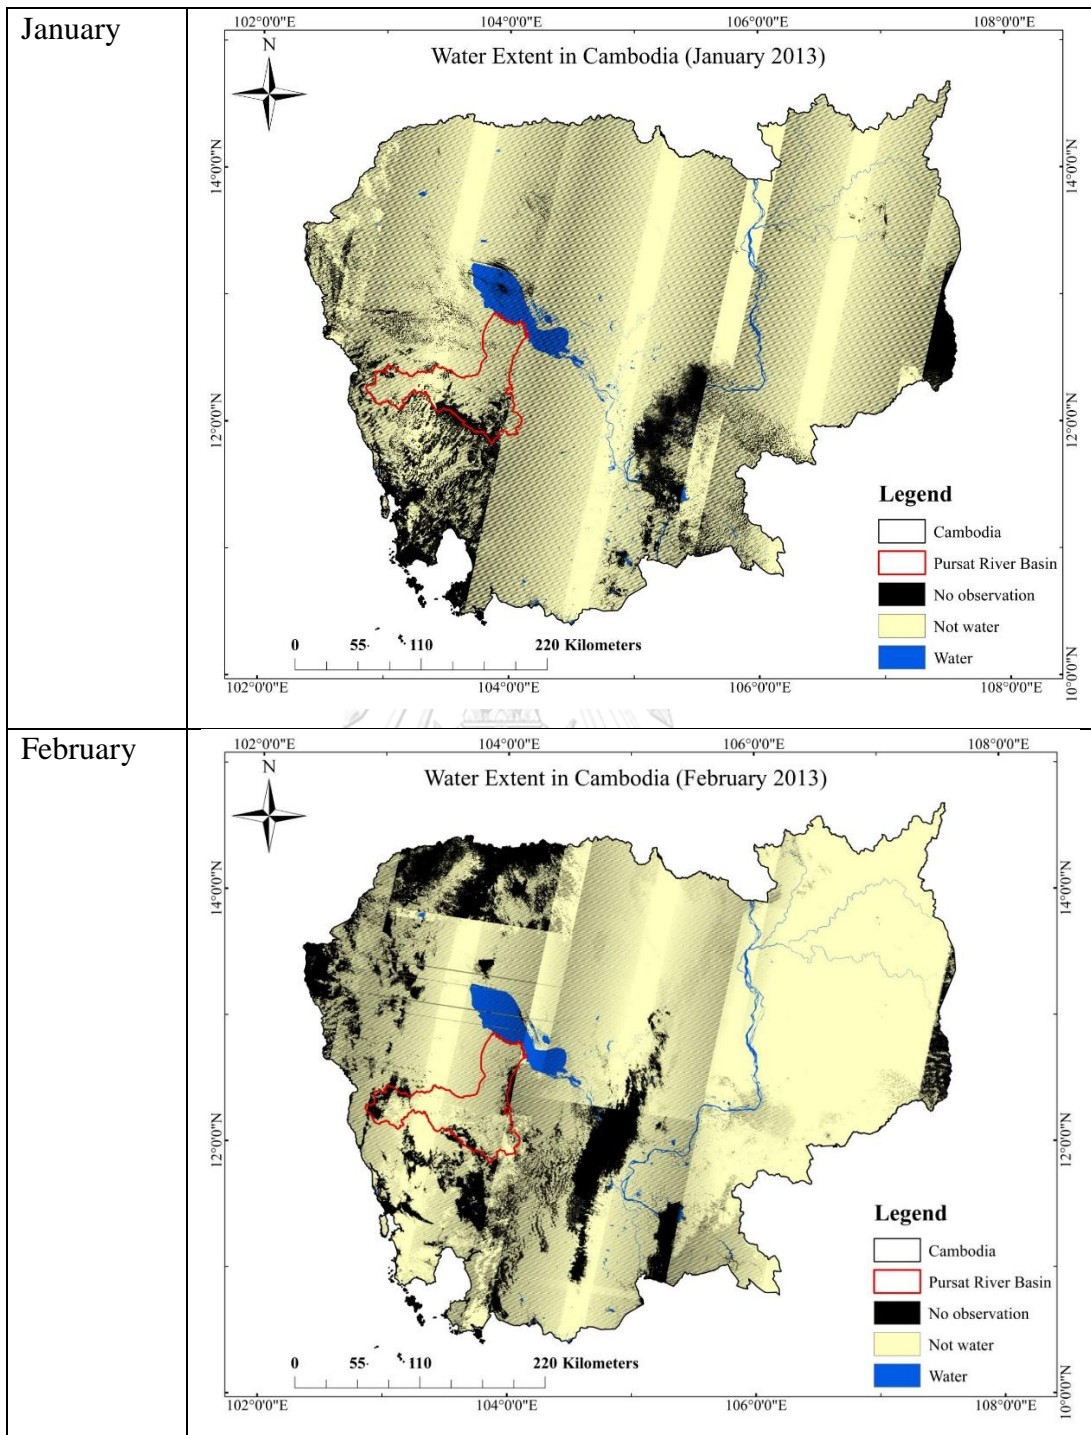 January
102°0'0"E 104°0'0"E 106°0'0"E 108°0'0"E
N
Water Extent in Cambodia (January 2013)
14°0'0"N
14°0'0"N
12°0'0"N
12°0'0"N
10°0'0"N
Legend
Cambodia
Pursat River Basin
No observation
Not water
Water
0 55 110 220 Kilometers
102°0'0"E 104°0'0"E 106°0'0"E 108°0'0"E
February
102°0'0"E 104°0'0"E 106°0'0"E 108°0'0"E
N
Water Extent in Cambodia (February 2013)
14°0'0"N
14°0'0"N
12°0'0"N
12°0'0"N
10°0'0"N
Legend
Cambodia
Pursat River Basin
No observation
Not water
Water
0 55 110 220 Kilometers
102°0'0"E 104°0'0"E 106°0'0"E 108°0'0"E